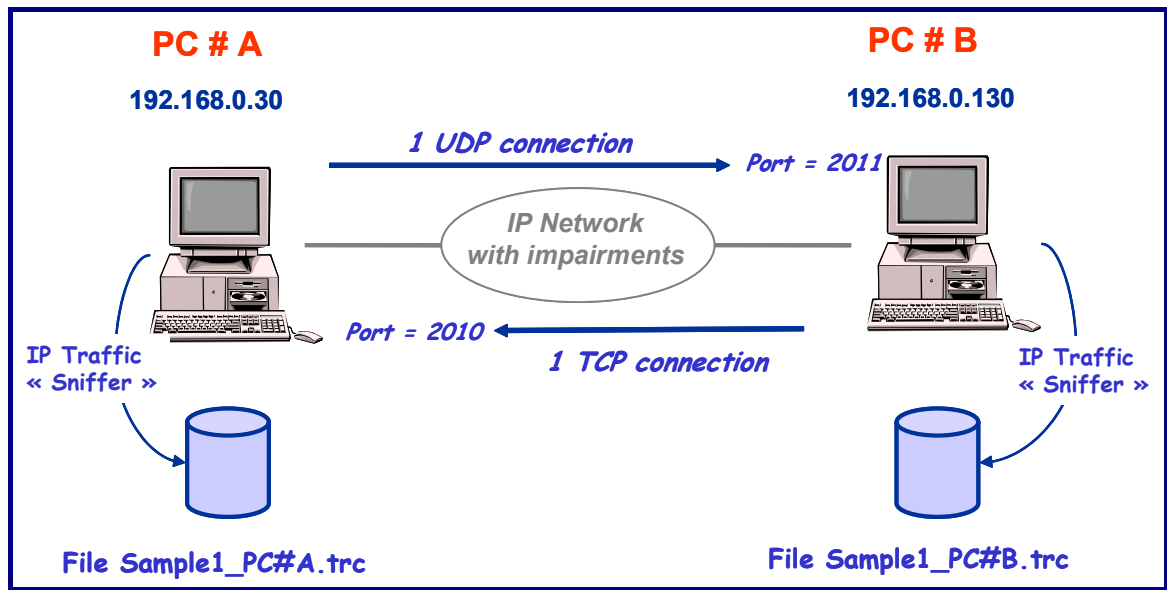 PC # A
PC # B
192.168.0.30
192.168.0.130
1 UDP connection
Port = 2011
IP Network
with impairments
Port = 2010
1 TCP connection
IP Traffic
« Sniffer »
IP Traffic
« Sniffer »
File Sample1_PC#A.trc
File Sample1_PC#B.trc